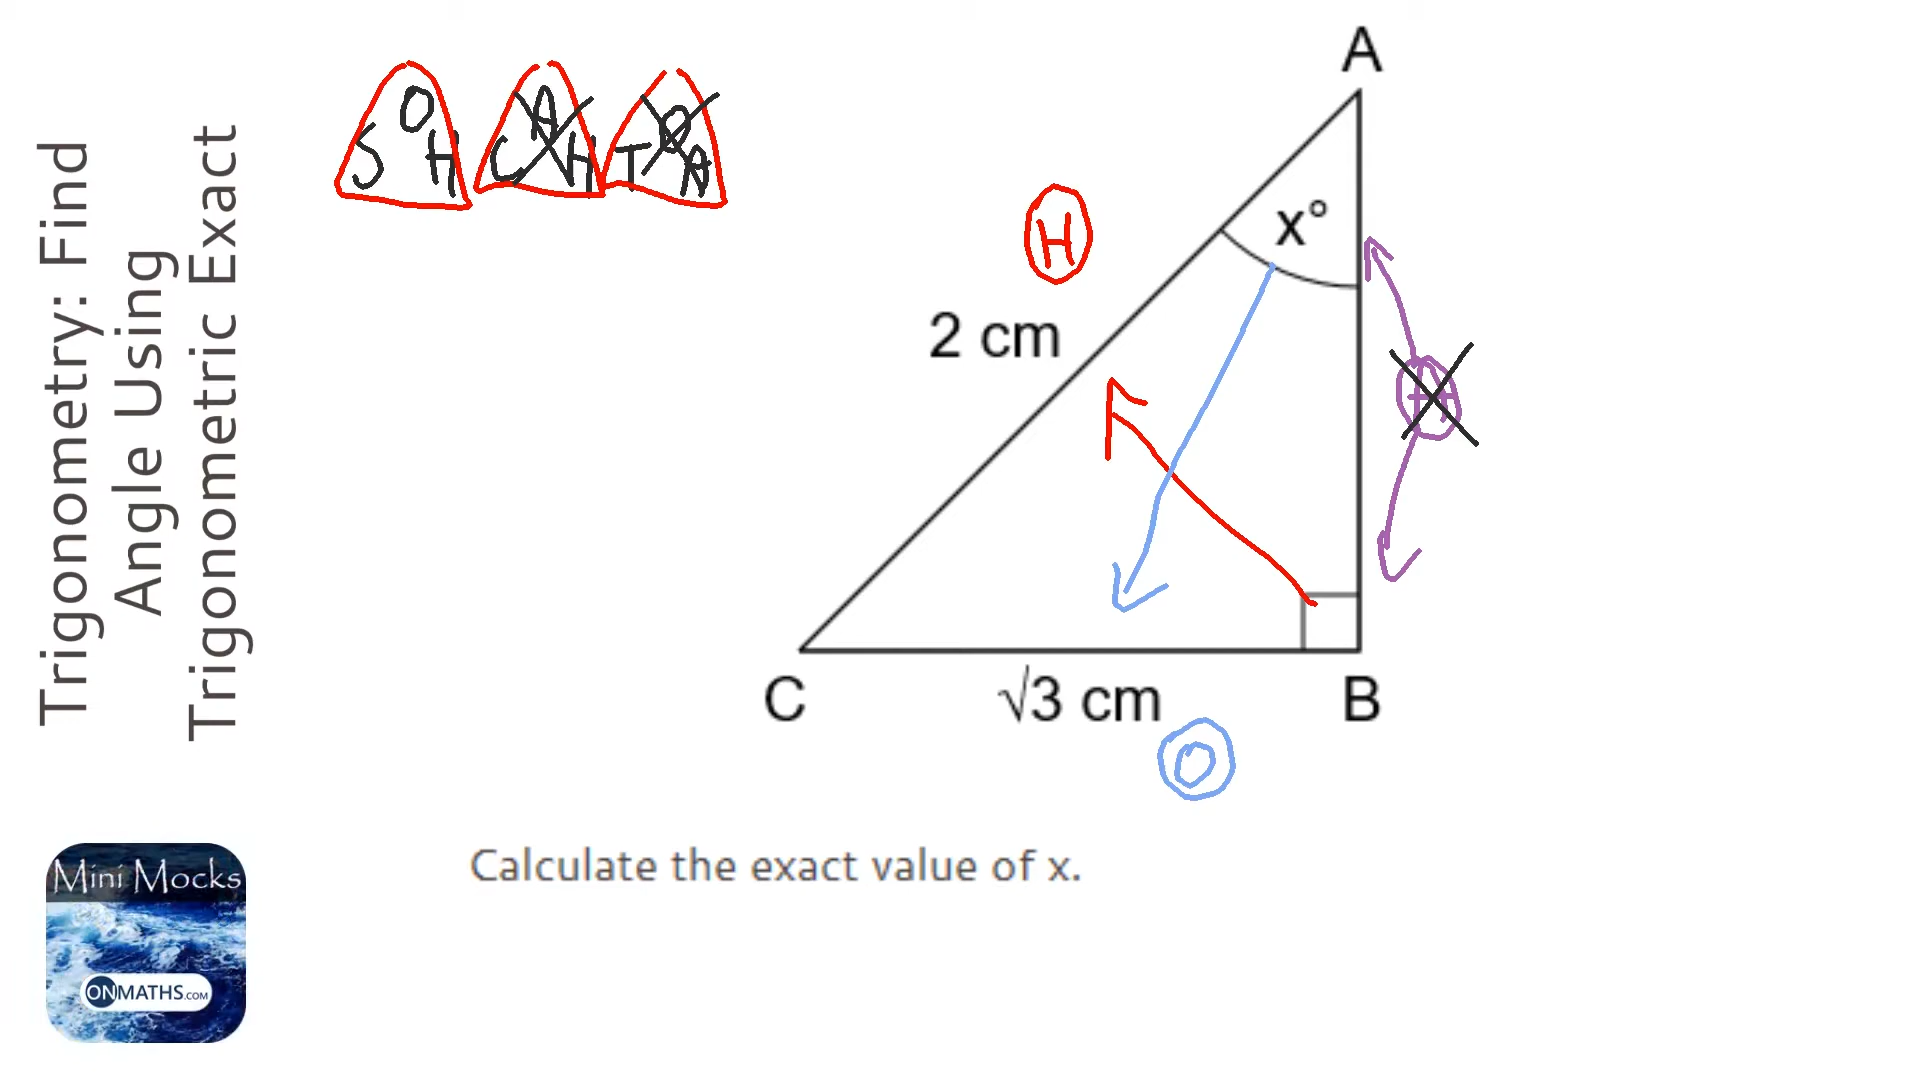 Trigonometry: Find
Angle Using
Trigonometric Exact
O
S H
A
C H
O
T A
A
x°
H
2 cm
A
C
√3 cm
B
O
Calculate the exact value of x.
Mini Mocks
ONMATHS.COM